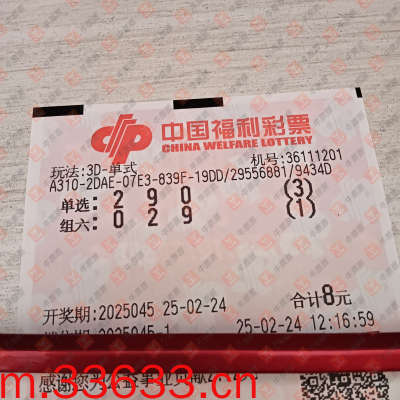 中国福利彩票
CHINA WELFARE LOTTERY
玩法:3D-单式 机号:36111201
A310-2DAE-07E3-839F-19DD/29556881/9434D
单选: 2 9 0 (3)
组六: 0 2 9 (1)
开奖期:2025045 25-02-24 合计8元
2025045-1 25-02-24 12:16:59
m.33633.cn